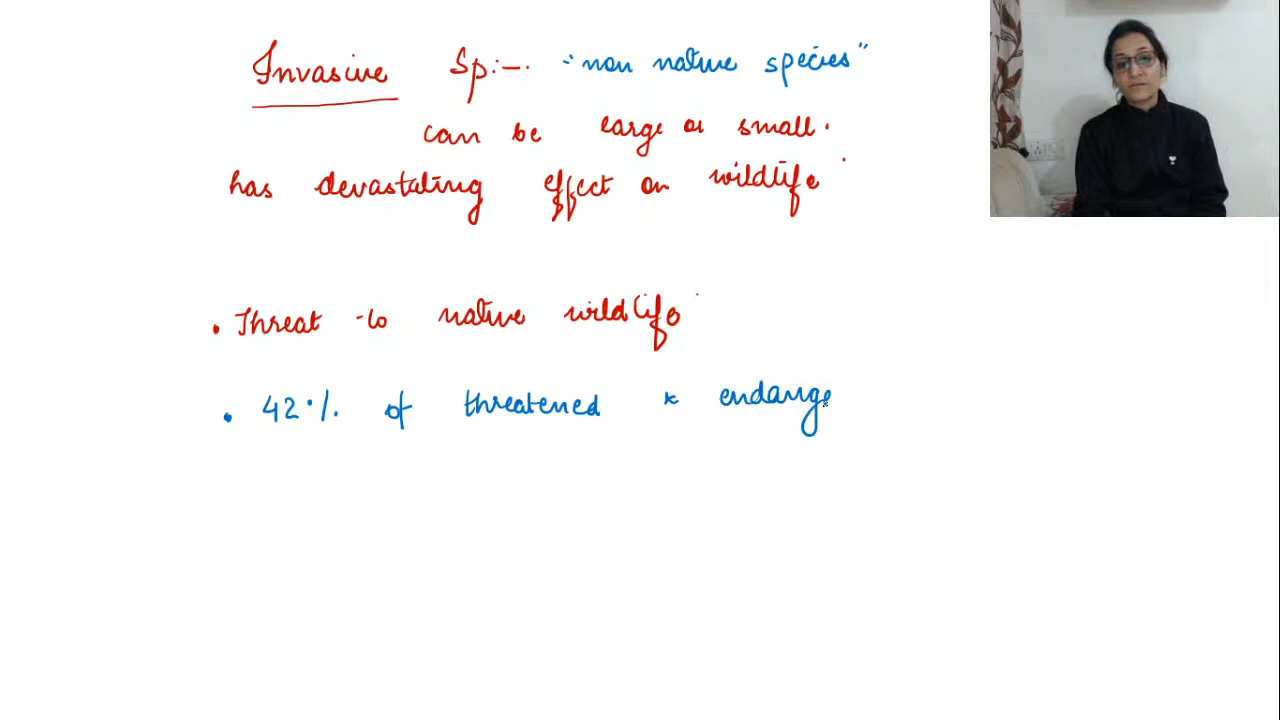 Invasive Sp:-. "non native species"
can be large or small.
has devastating effect on wildlife
• Threat to native wildlife
• 42% of threatened & endange